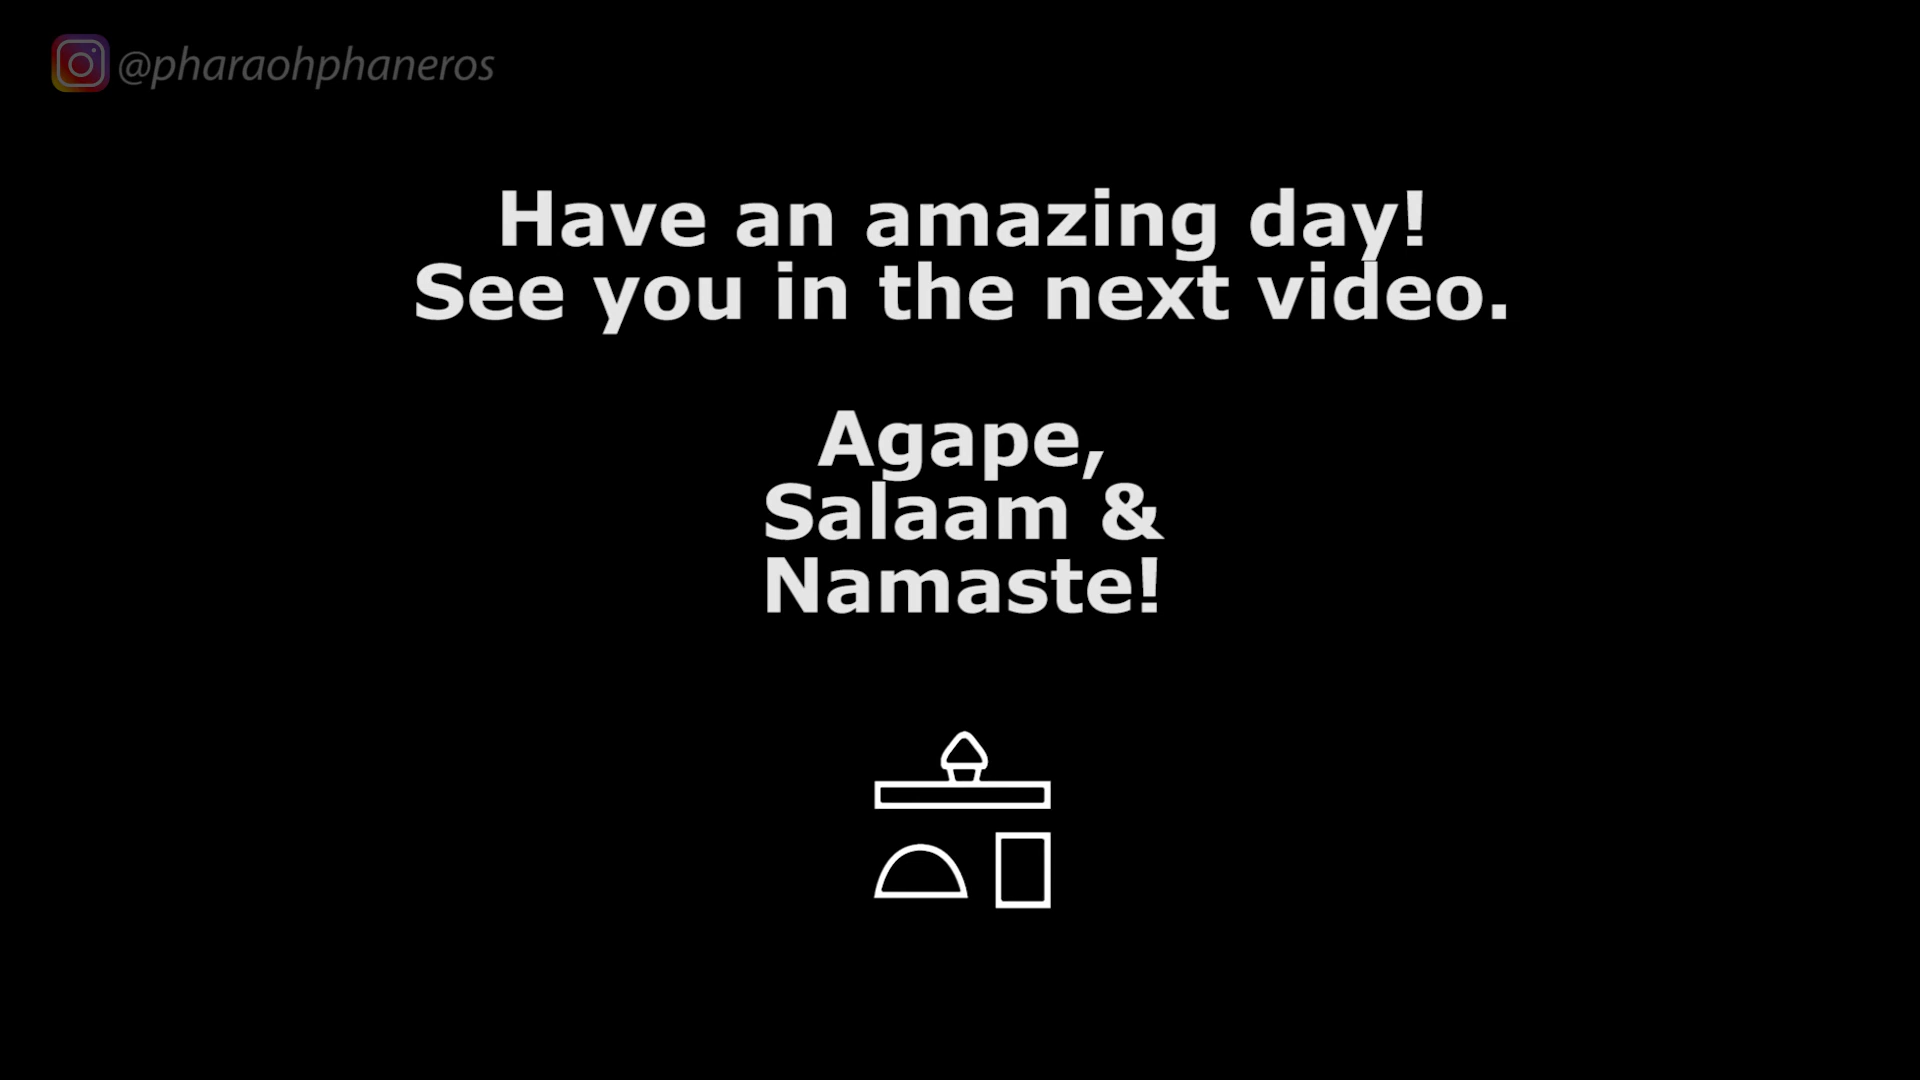 @pharaohphaneros
Have an amazing day!
See you in the next video.
Agape,
Salaam &
Namaste!